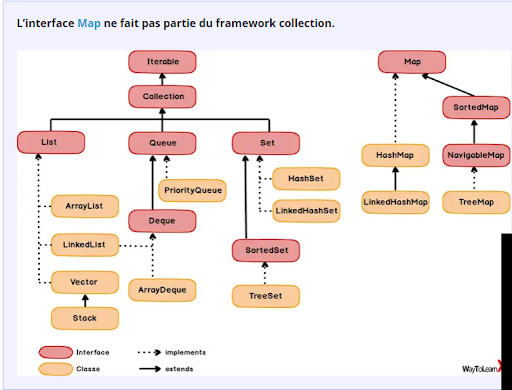 L'interface Map ne fait pas partie du framework collection.
Iterable
Map
Collection
SortedMap
List
Queue
Set
HashMap
NavigableMap
HashSet
PriorityQueue
ArrayList
LinkedHashSet
LinkedHashMap
TreeMap
Deque
LinkedList
SortedSet
Vector
ArrayDeque
TreeSet
Stack
Interface
implements
Classe
extends
WayToLearnX